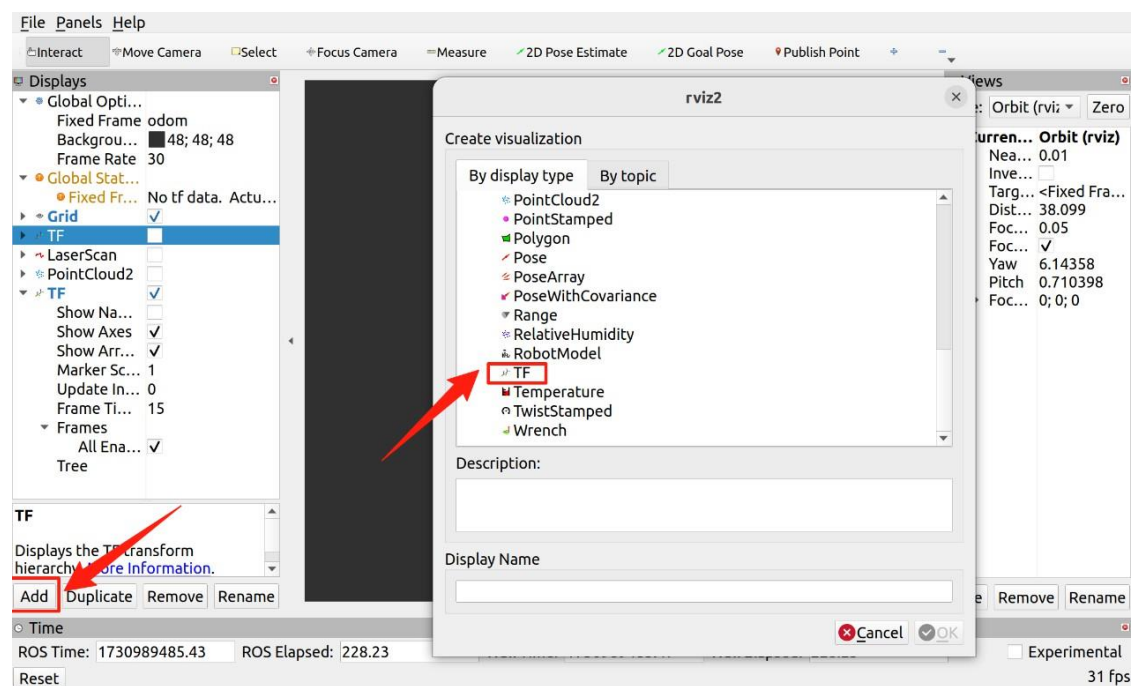 File Panels Help
Interact Move Camera Select Focus Camera Measure 2D Pose Estimate 2D Goal Pose Publish Point
Displays
Global Opti...
Fixed Frame odom
Backgrou... 48; 48; 48
Frame Rate 30
Global Stat...
Fixed Fr... No tf data. Actu...
Grid
TF
LaserScan
PointCloud2
TF
Show Na...
Show Axes
Show Arr...
Marker Sc... 1
Update In... 0
Frame Ti... 15
Frames
All Ena...
Tree
TF
Displays the TF transform
hierarchy. More Information.
Add Duplicate Remove Rename
rviz2
Create visualization
By display type By topic
PointCloud2
PointStamped
Polygon
Pose
PoseArray
PoseWithCovariance
Range
RelativeHumidity
RobotModel
TF
Temperature
TwistStamped
Wrench
Description:
Display Name
Cancel OK
Orbit (rviz Zero
Curren... Orbit (rviz)
Nea... 0.01
Inve...
Targ... <Fixed Fra...
Dist... 38.099
Foc... 0.05
Foc...
Yaw 6.14358
Pitch 0.710398
Foc... 0; 0; 0
Remove Rename
Time
ROS Time: 1730989485.43 ROS Elapsed: 228.23
Experimental
Reset 31 fps